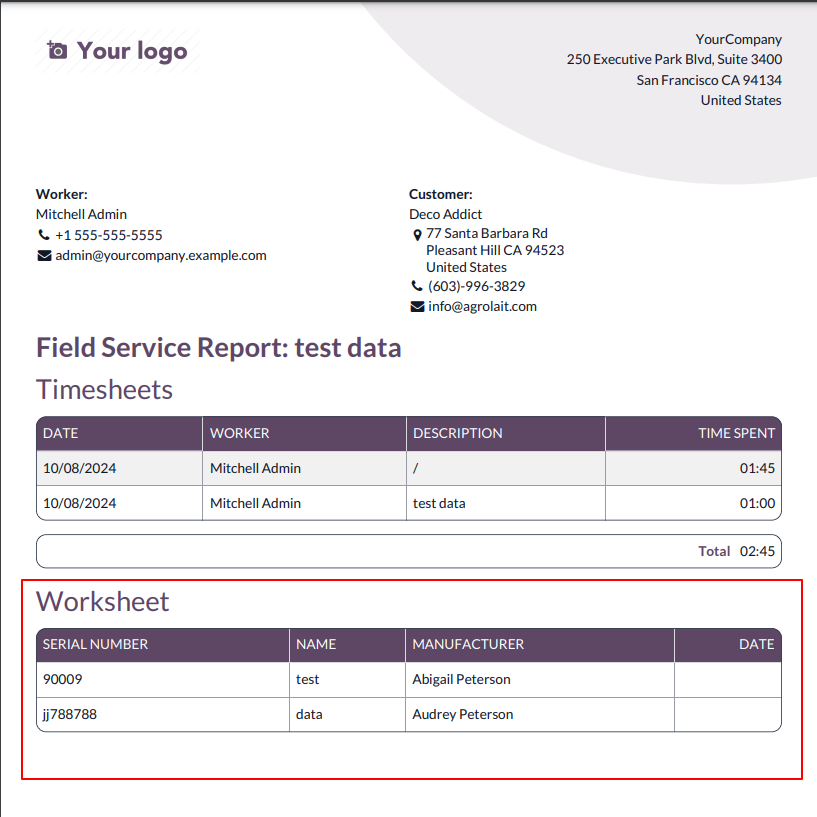 Your logo
YourCompany
250 Executive Park Blvd, Suite 3400
San Francisco CA 94134
United States
Worker:
Mitchell Admin
+1 555-555-5555
admin@yourcompany.example.com
Customer:
Deco Addict
77 Santa Barbara Rd
Pleasant Hill CA 94523
United States
(603)-996-3829
info@agrolait.com
Field Service Report: test data
Timesheets
DATE WORKER DESCRIPTION TIME SPENT
10/08/2024 Mitchell Admin / 01:45
10/08/2024 Mitchell Admin test data 01:00
Total 02:45
Worksheet
SERIAL NUMBER NAME MANUFACTURER DATE
90009 test Abigail Peterson
jj788788 data Audrey Peterson